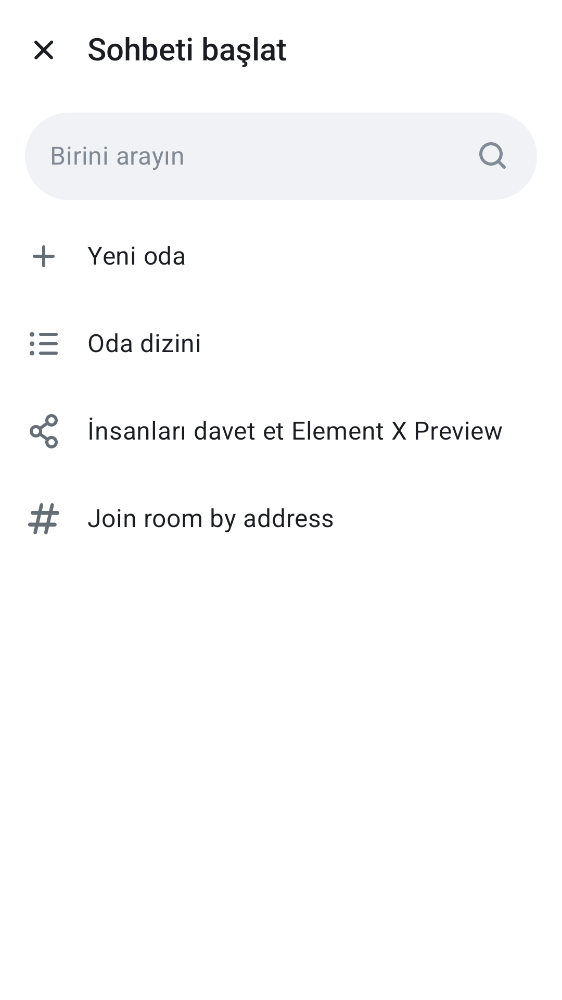 Sohbeti başlat
Birini arayın
Yeni oda
Oda dizini
İnsanları davet et Element X Preview
Join room by address